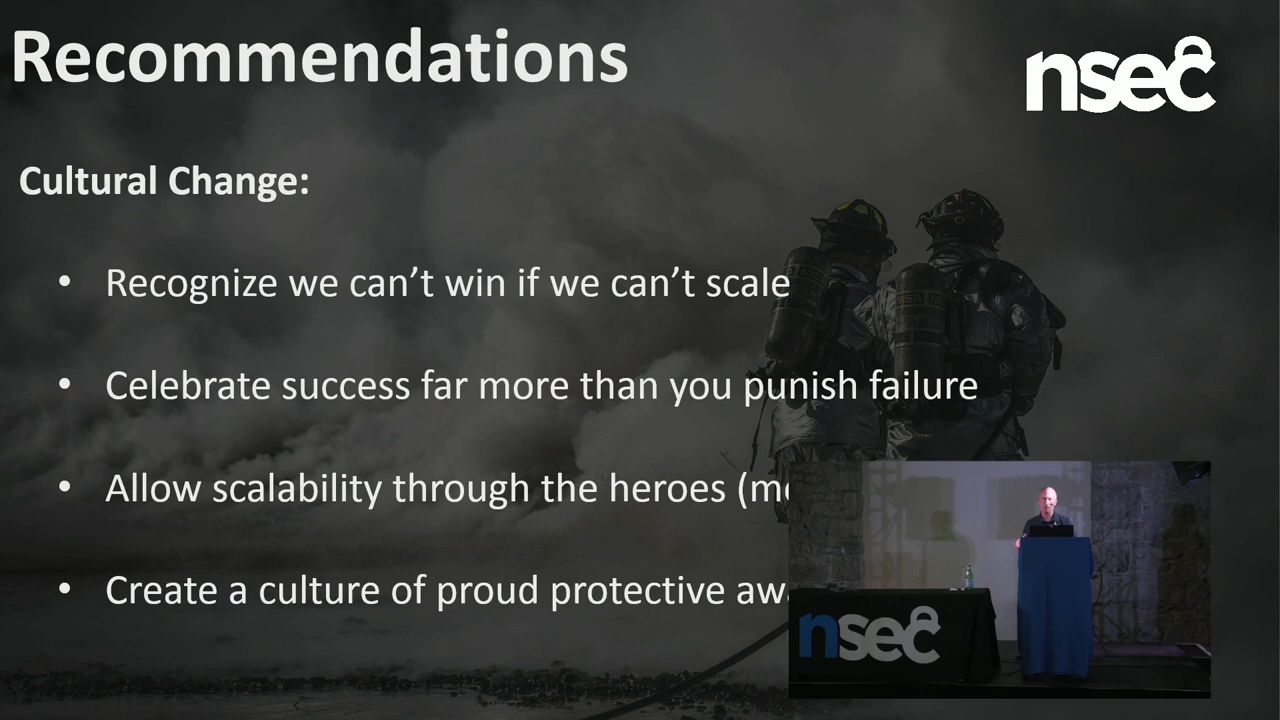 Recommendations
nsec
Cultural Change:
• Recognize we can't win if we can't scale
• Celebrate success far more than you punish failure
• Allow scalability through the heroes
• Create a culture of proud protective
nsec